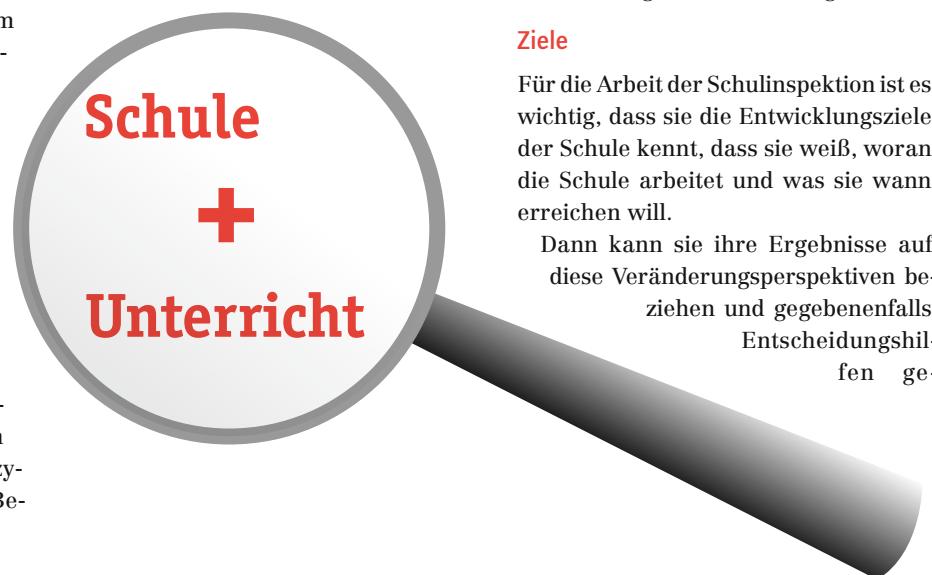 Schule
+
Unterricht
Ziele
Für die Arbeit der Schulinspektion ist es
wichtig, dass sie die Entwicklungsziele
der Schule kennt, dass sie weiß, woran
die Schule arbeitet und was sie wann
erreichen will.
Dann kann sie ihre Ergebnisse auf
diese Veränderungsperspektiven be-
ziehen und gegebenenfalls
Entscheidungshil-
fen ge-